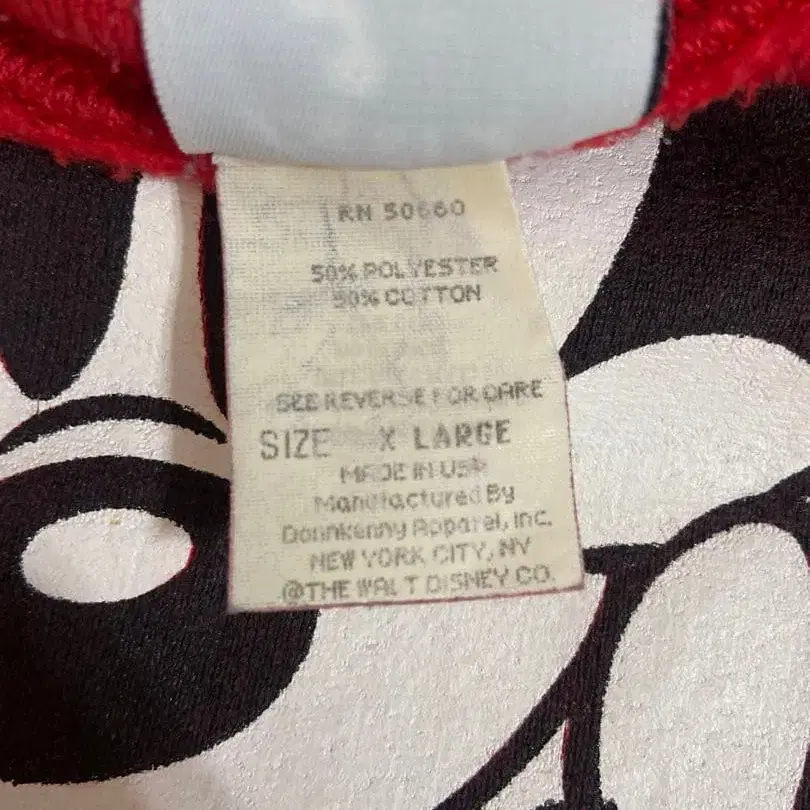 RN 50660
50% POLYESTER
50% COTTON
SEE REVERSE FOR CARE
SIZE X LARGE
MADE IN USA
Manufactured By
Donnkenny Apparel, Inc.
NEW YORK CITY, NY
@THE WALT DISNEY CO.